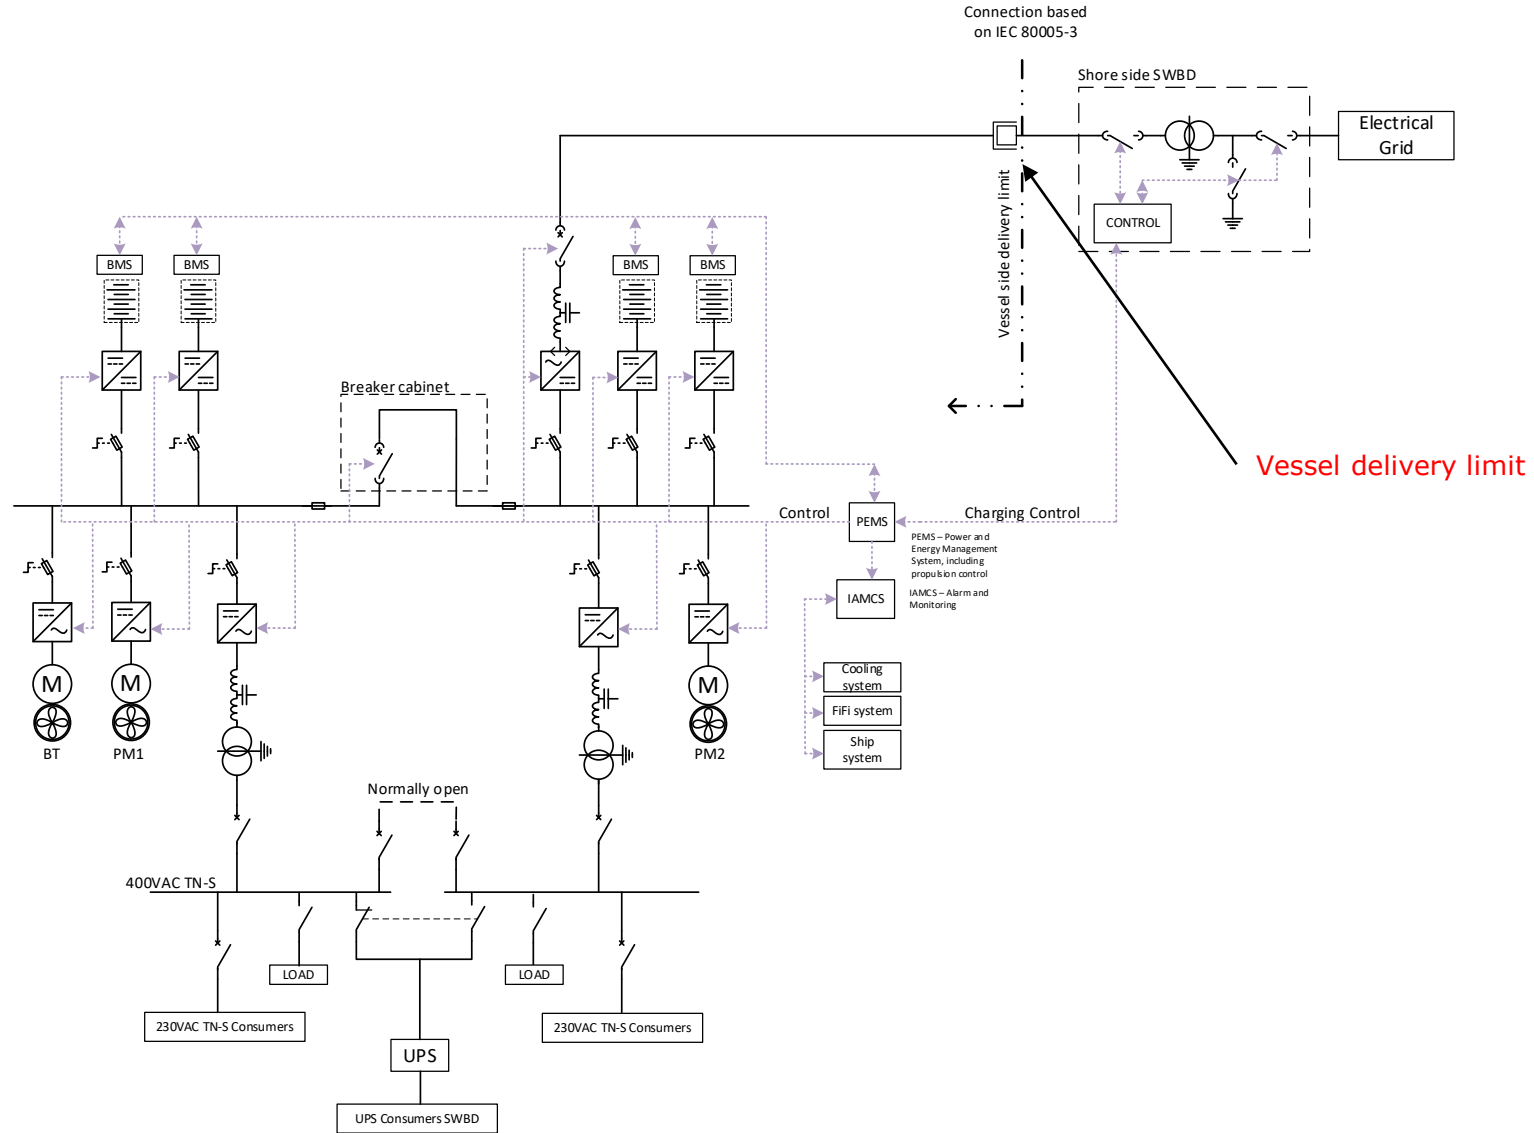 Connection based
on IEC 80005-3
Shore side SWBD
Electrical
Grid
Vessel side delivery limit
CONTROL
BMS
BMS
BMS
BMS
Breaker cabinet
Vessel delivery limit
Control
PEMS
Charging Control
PEMS – Power and
Energy Management
System, including
propulsion control
IAMCS
IAMCS – Alarm and
Monitoring
M
M
M
Cooling
system
FiFi system
Ship
system
BT
PM1
PM2
Normally open
400VAC TN-S
LOAD
LOAD
230VAC TN-S Consumers
230VAC TN-S Consumers
UPS
UPS Consumers SWBD